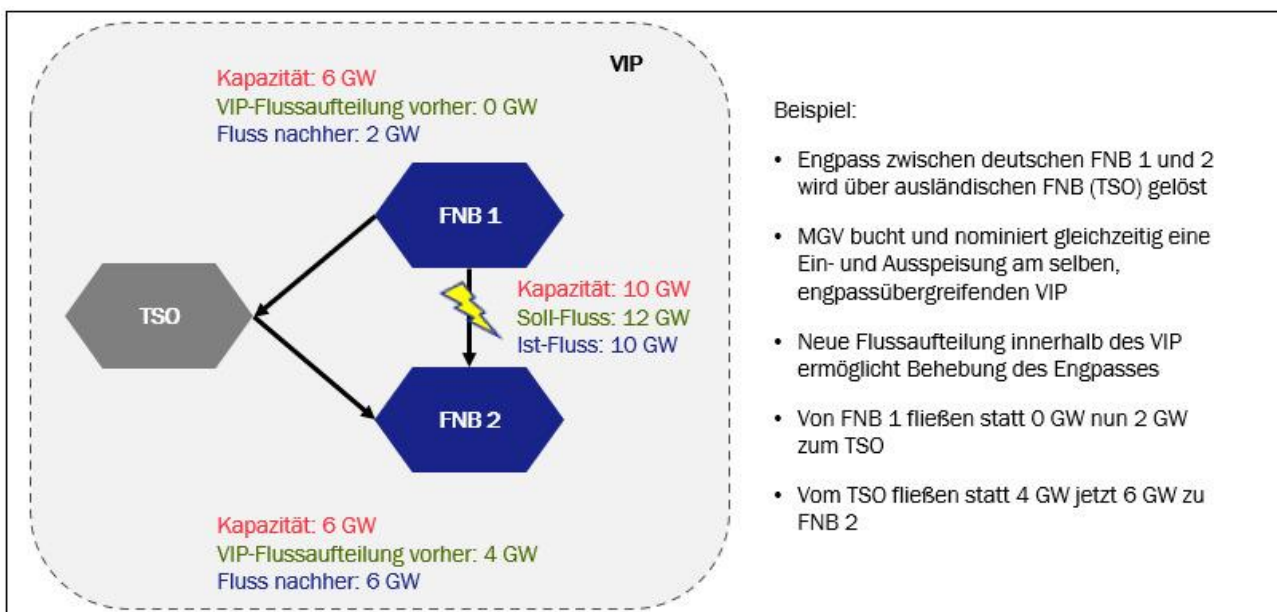 VIP
Kapazität: 6 GW
VIP-Flussaufteilung vorher: 0 GW
Fluss nachher: 2 GW
FNB 1
TSO
Kapazität: 10 GW
Soll-Fluss: 12 GW
Ist-Fluss: 10 GW
FNB 2
Kapazität: 6 GW
VIP-Flussaufteilung vorher: 4 GW
Fluss nachher: 6 GW
Beispiel:
• Engpass zwischen deutschen FNB 1 und 2
wird über ausländischen FNB (TSO) gelöst
• MGV bucht und nominiert gleichzeitig eine
Ein- und Ausspeisung am selben,
engpassübergreifenden VIP
• Neue Flussaufteilung innerhalb des VIP
ermöglicht Behebung des Engpasses
• Von FNB 1 fließen statt 0 GW nun 2 GW
zum TSO
• Vom TSO fließen statt 4 GW jetzt 6 GW zu
FNB 2